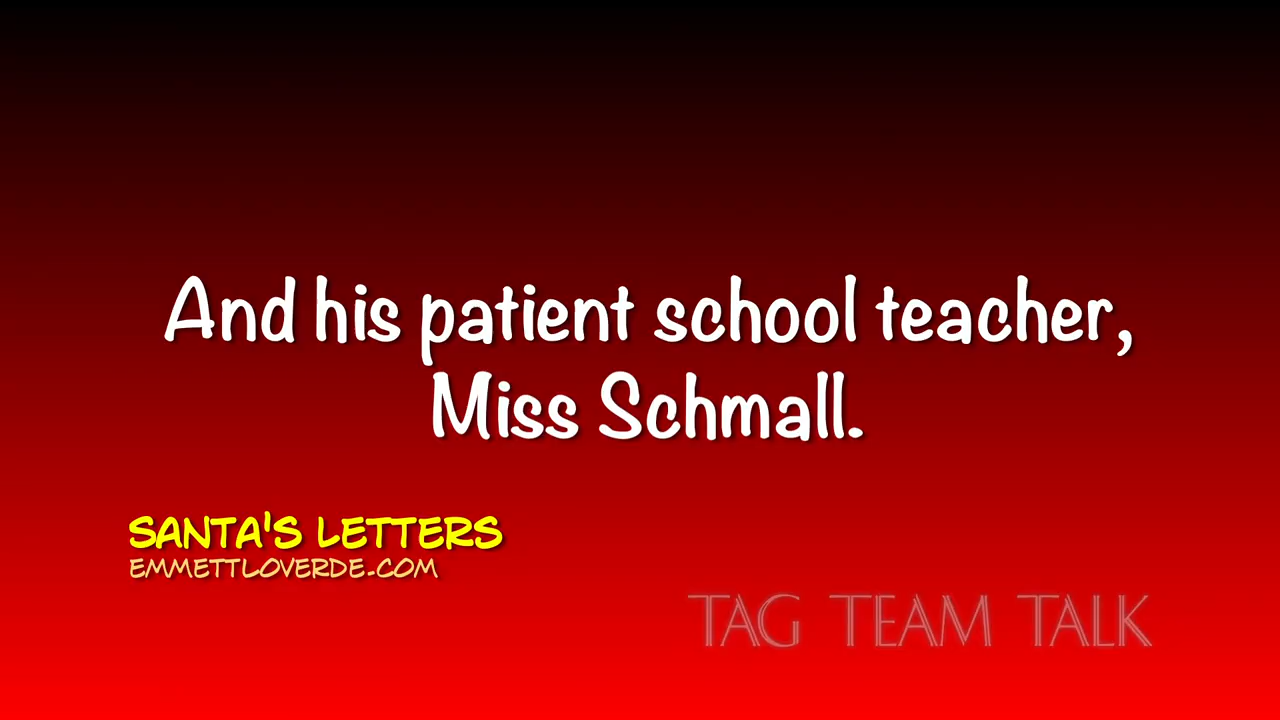 And his patient school teacher,
Miss Schmall.
SANTA'S LETTERS
EMMETTLOVERDE.COM
TAG TEAM TALK